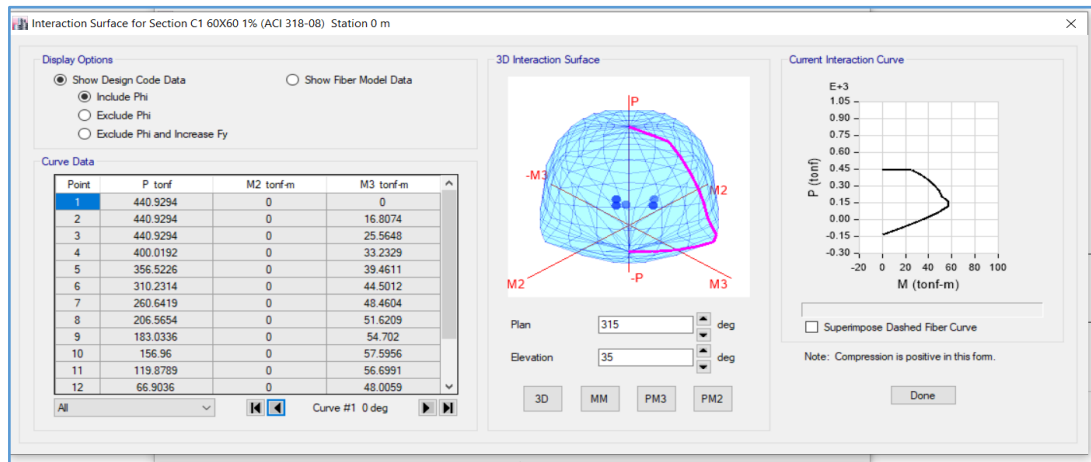 Interaction Surface for Section C1 60X60 1% (ACI 318-08) Station 0 m
Display Options
Show Design Code Data
Show Fiber Model Data
Include Phi
Exclude Phi
Exclude Phi and Increase Fy
Curve Data
Point P tonf M2 tonf-m M3 tonf-m
1 440.9294 0 0
2 440.9294 0 16.8074
3 440.9294 0 25.5648
4 400.0192 0 33.2329
5 356.5226 0 39.4611
6 310.2314 0 44.5012
7 260.6419 0 48.4604
8 206.5654 0 51.6209
9 183.0336 0 54.702
10 156.96 0 57.5956
11 119.8789 0 56.6991
12 66.9036 0 48.0059
All
Curve #1 0 deg
3D Interaction Surface
P
-M3
M2
-P
M2
M3
Plan 315 deg
Elevation 35 deg
3D MM PM3 PM2
Current Interaction Curve
E+3
1.05
0.90
0.75
0.60
0.45
0.30
0.15
0.00
-0.15
-0.30
P (tonf)
-20 0 20 40 60 80 100
M (tonf-m)
Superimpose Dashed Fiber Curve
Note: Compression is positive in this form.
Done